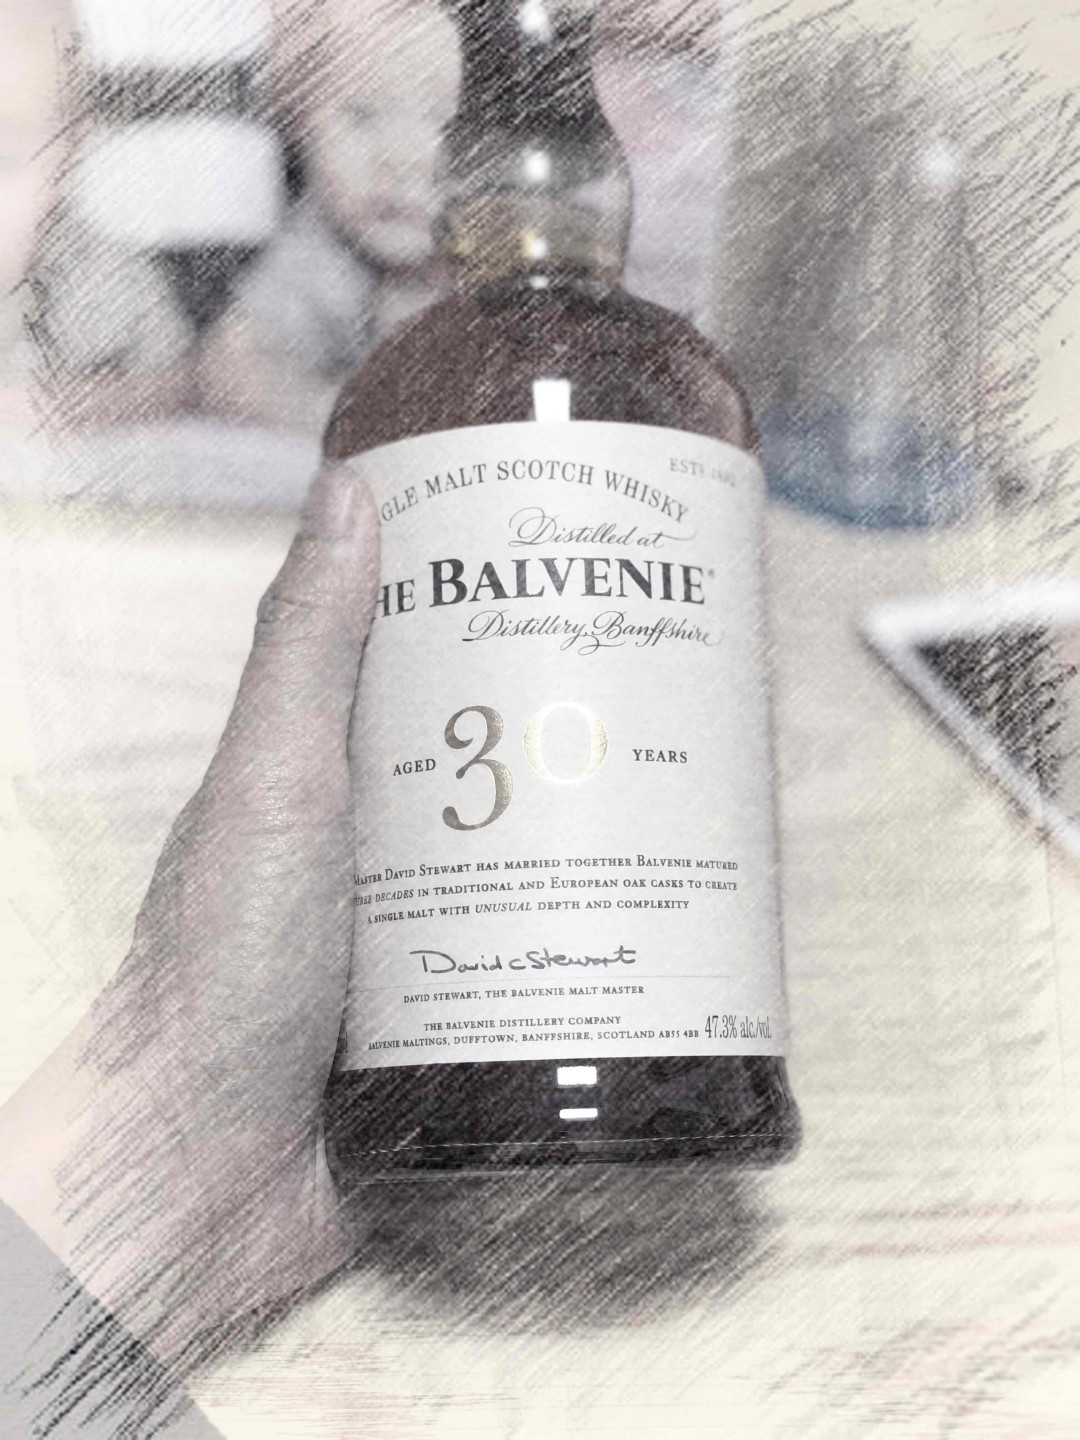 GLE MALT SCOTCH WHISKY
ESTD
Distilled at
HE BALVENIE®
Distillery, Banffshire
AGED 30 YEARS
MASTER DAVID STEWART HAS MARRIED TOGETHER BALVENIE MATURED
THREE DECADES IN TRADITIONAL AND EUROPEAN OAK CASKS TO CREATE
A SINGLE MALT WITH UNUSUAL DEPTH AND COMPLEXITY
David C Stewart
DAVID STEWART, THE BALVENIE MALT MASTER
THE BALVENIE DISTILLERY COMPANY
BALVENIE MALTINGS, DUFFTOWN, BANFFSHIRE, SCOTLAND AB55 4BB
47.3% alc./vol.